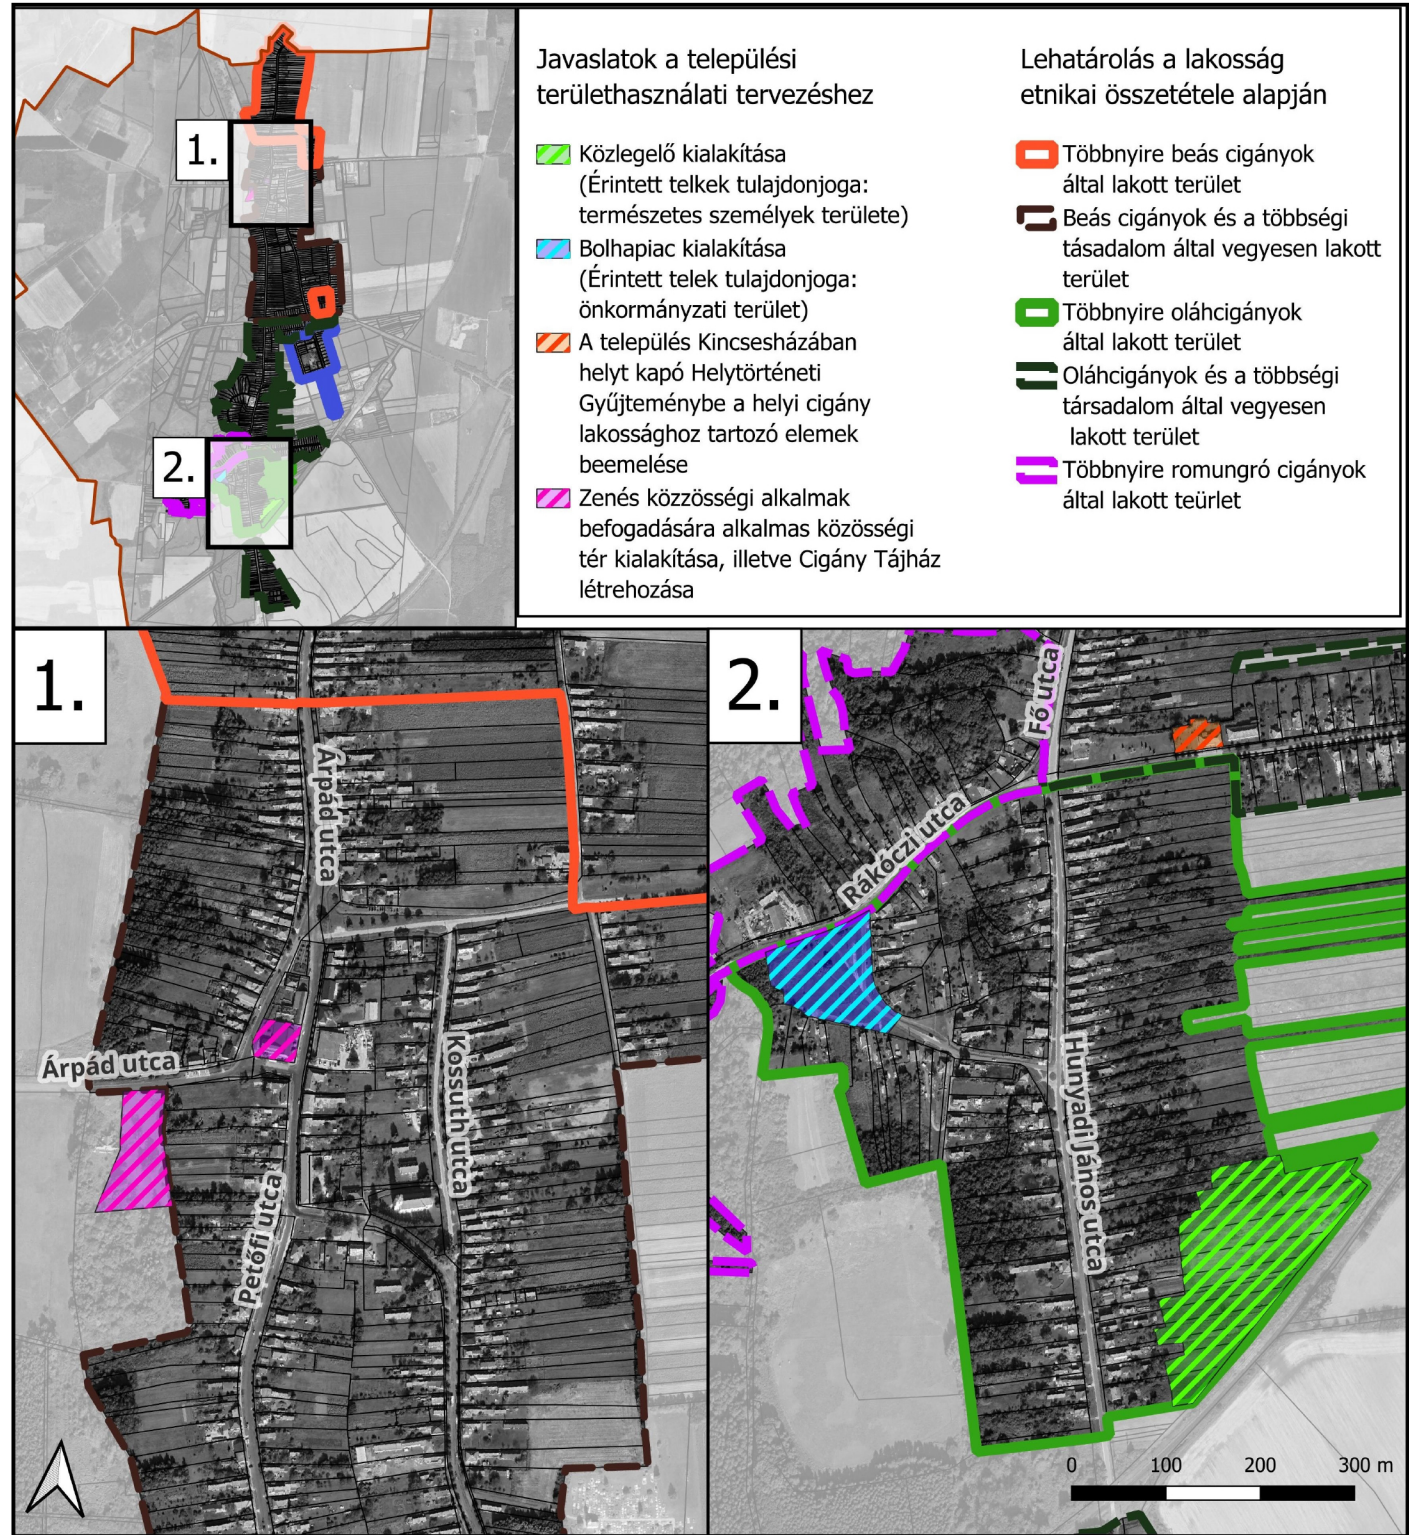 1.
2.
Javaslatok a települési
területhasználati tervezéshez
Közlegelő kialakítása
(Érintett telkek tulajdonjoga:
természetes személyek területe)
Bolhapiac kialakítása
(Érintett telek tulajdonjoga:
önkormányzati terület)
A település Kincsesházában
helyt kapó Helytörténeti
Gyűjteménybe a helyi cigány
lakossághoz tartozó elemek
beemelése
Zenés közzösségi alkalmak
befogadására alkalmas közösségi
tér kialakítása, illetve Cigány Tájház
létrehozása
Lehatárolás a lakosság
etnikai összetétele alapján
Többnyire beás cigányok
által lakott terület
Beás cigányok és a többségi
tásadalom által vegyesen lakott
terület
Többnyire oláhcigányok
által lakott terület
Oláhcigányok és a többségi
társadalom által vegyesen
lakott terület
Többnyire romungró cigányok
által lakott teürlet
1.
Árpád utca
Árpád utca
Kossuth utca
Petőfi utca
2.
Fő utca
Rákóczi utca
Hunyadi János utca
0 100 200 300 m